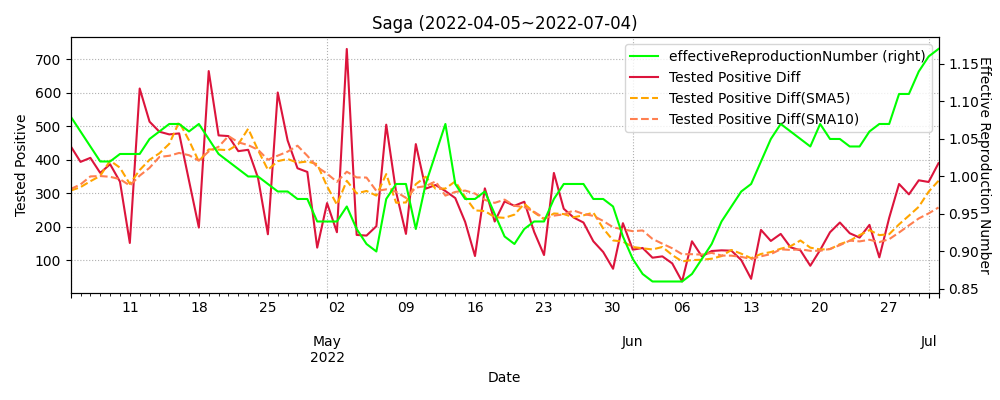 Saga (2022-04-05~2022-07-04)
effectiveReproductionNumber (right)
Tested Positive Diff
Tested Positive Diff(SMA5)
Tested Positive Diff(SMA10)
Tested Positive
700
600
500
400
300
200
100
1.15
1.10
1.05
1.00
0.95
0.90
0.85
Effective Reproduction Number
11 18 25 02 09 16 23 30 06 13 20 27
May Jun Jul
2022
Date